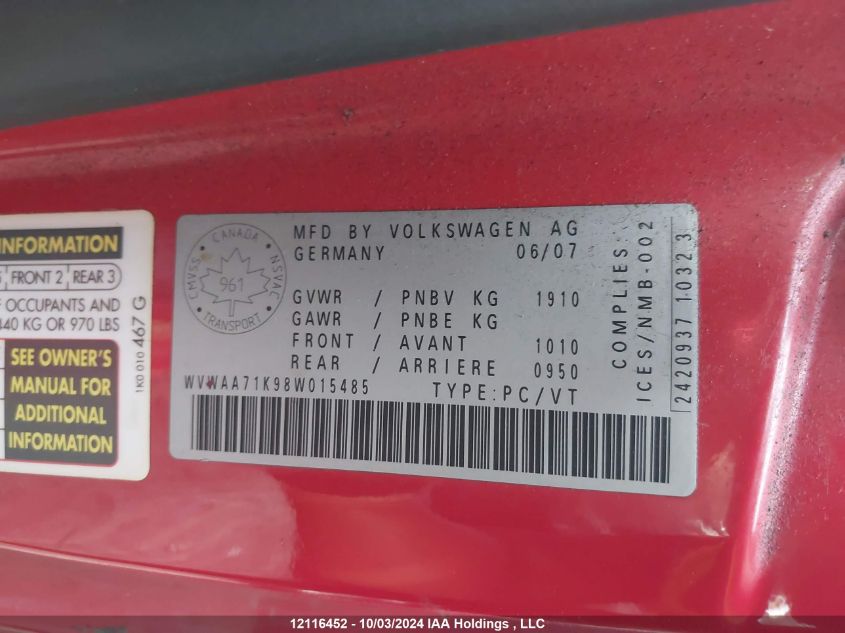 INFORMATION
FRONT 2 REAR 3
OCCUPANTS AND
440 KG OR 970 LBS
SEE OWNER'S
MANUAL FOR
ADDITIONAL
INFORMATION
1K0 010 467 G
CANADA
CMVSS
NSVAC
961
TRANSPORT
MFD BY VOLKSWAGEN AG
GERMANY 06/07
GVWR / PNBV KG 1910
GAWR / PNBE KG
FRONT / AVANT 1010
REAR / ARRIERE 0950
WVWAA71K98W015485 TYPE:PC/VT
COMPLIES:
ICES/NMB-002
2420937 1032 3
12116452 - 10/03/2024 IAA Holdings , LLC